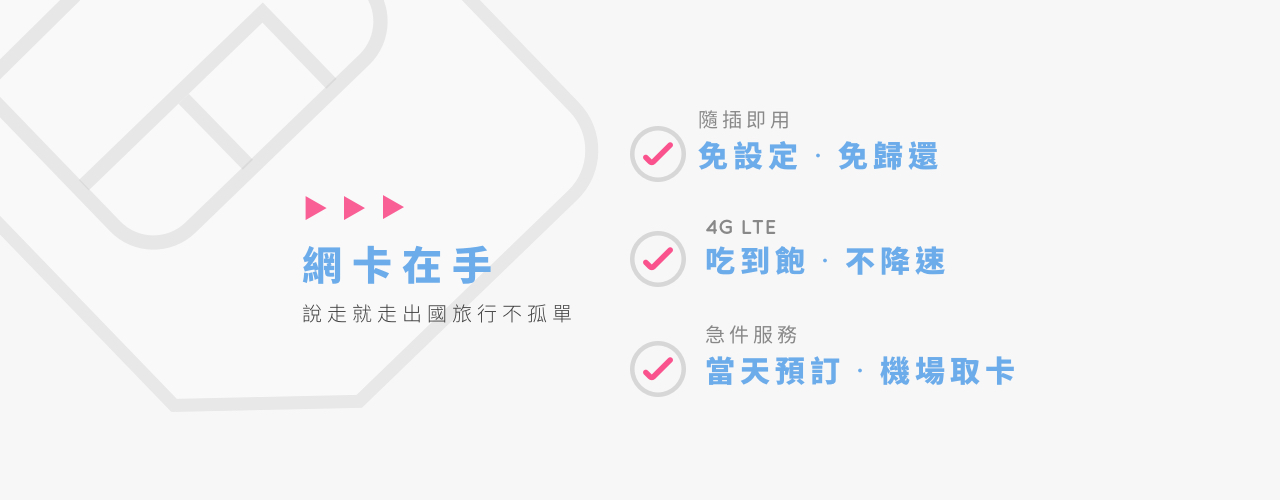 網卡在手
說走就走出國旅行不孤單
隨插即用
免設定・免歸還
4G LTE
吃到飽・不降速
急件服務
當天預訂・機場取卡